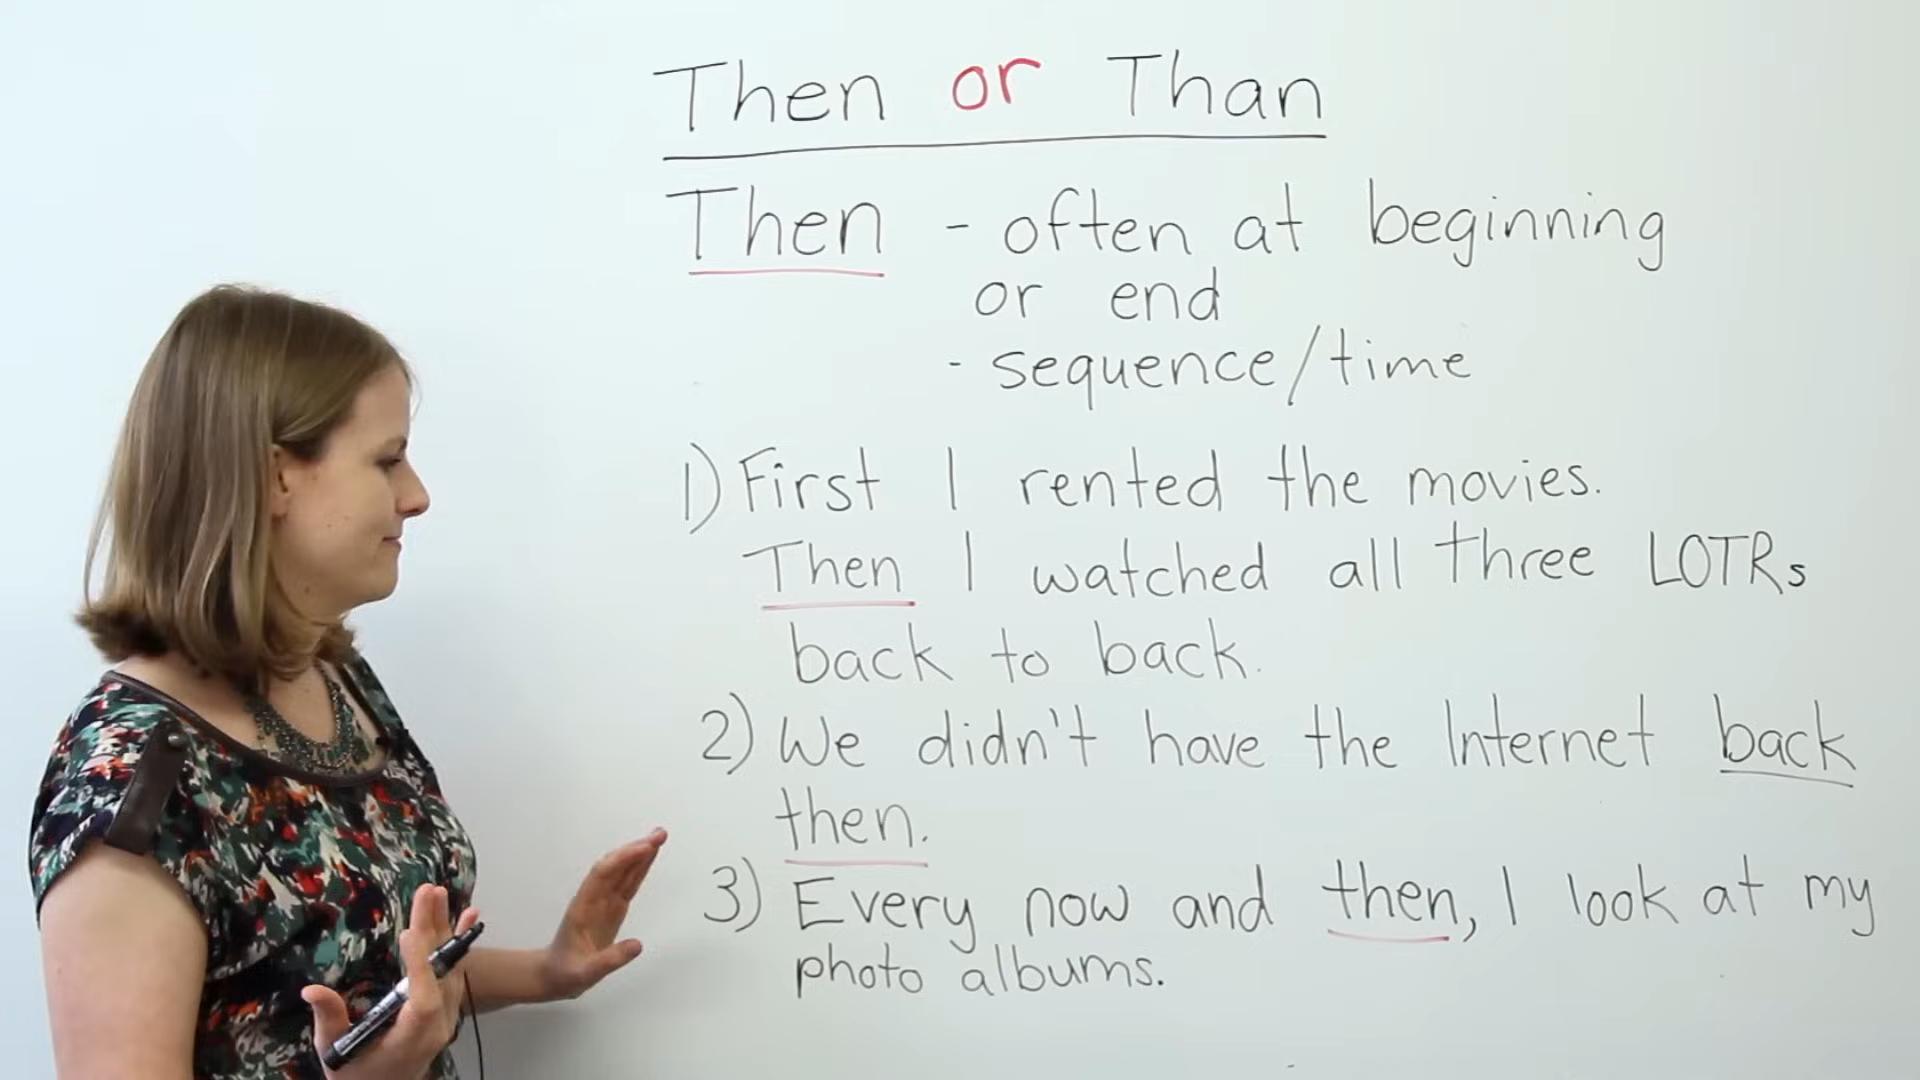 Then or Than
Then - often at beginning
or end
- sequence/time
1) First I rented the movies.
Then I watched all three LOTRs
back to back.
2) We didn't have the Internet back
then.
3) Every now and then, I look at my
photo albums.